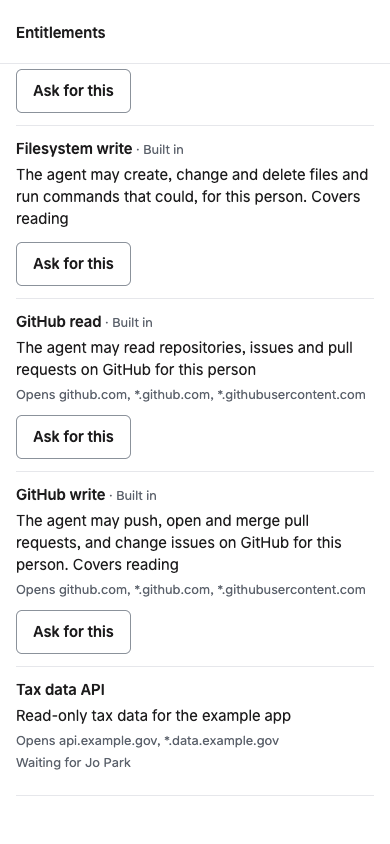 Entitlements
Ask for this
Filesystem write · Built in
The agent may create, change and delete files and
run commands that could, for this person. Covers
reading
Ask for this
GitHub read · Built in
The agent may read repositories, issues and pull
requests on GitHub for this person
Opens github.com, *.github.com, *.githubusercontent.com
Ask for this
GitHub write · Built in
The agent may push, open and merge pull
requests, and change issues on GitHub for this
person. Covers reading
Opens github.com, *.github.com, *.githubusercontent.com
Ask for this
Tax data API
Read-only tax data for the example app
Opens api.example.gov, *.data.example.gov
Waiting for Jo Park